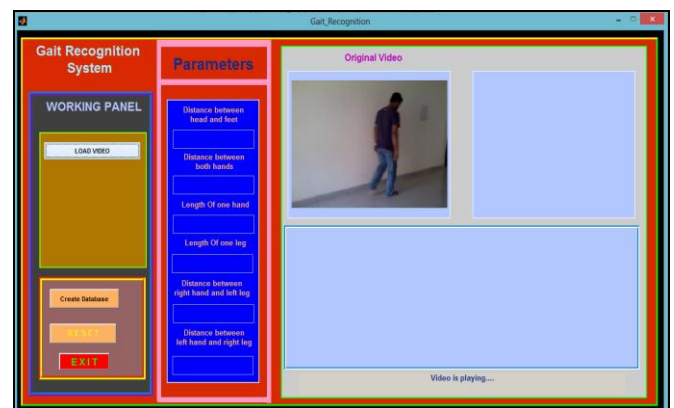 Gait_Recognition
Gait Recognition
System
WORKING PANEL
LOAD VIDEO
Create Database
RESET
EXIT
Parameters
Distance between
head and feet
Distance between
both hands
Length Of one hand
Length Of one leg
Distance between
right hand and left leg
Distance between
left hand and right leg
Original Video
Video is playing....